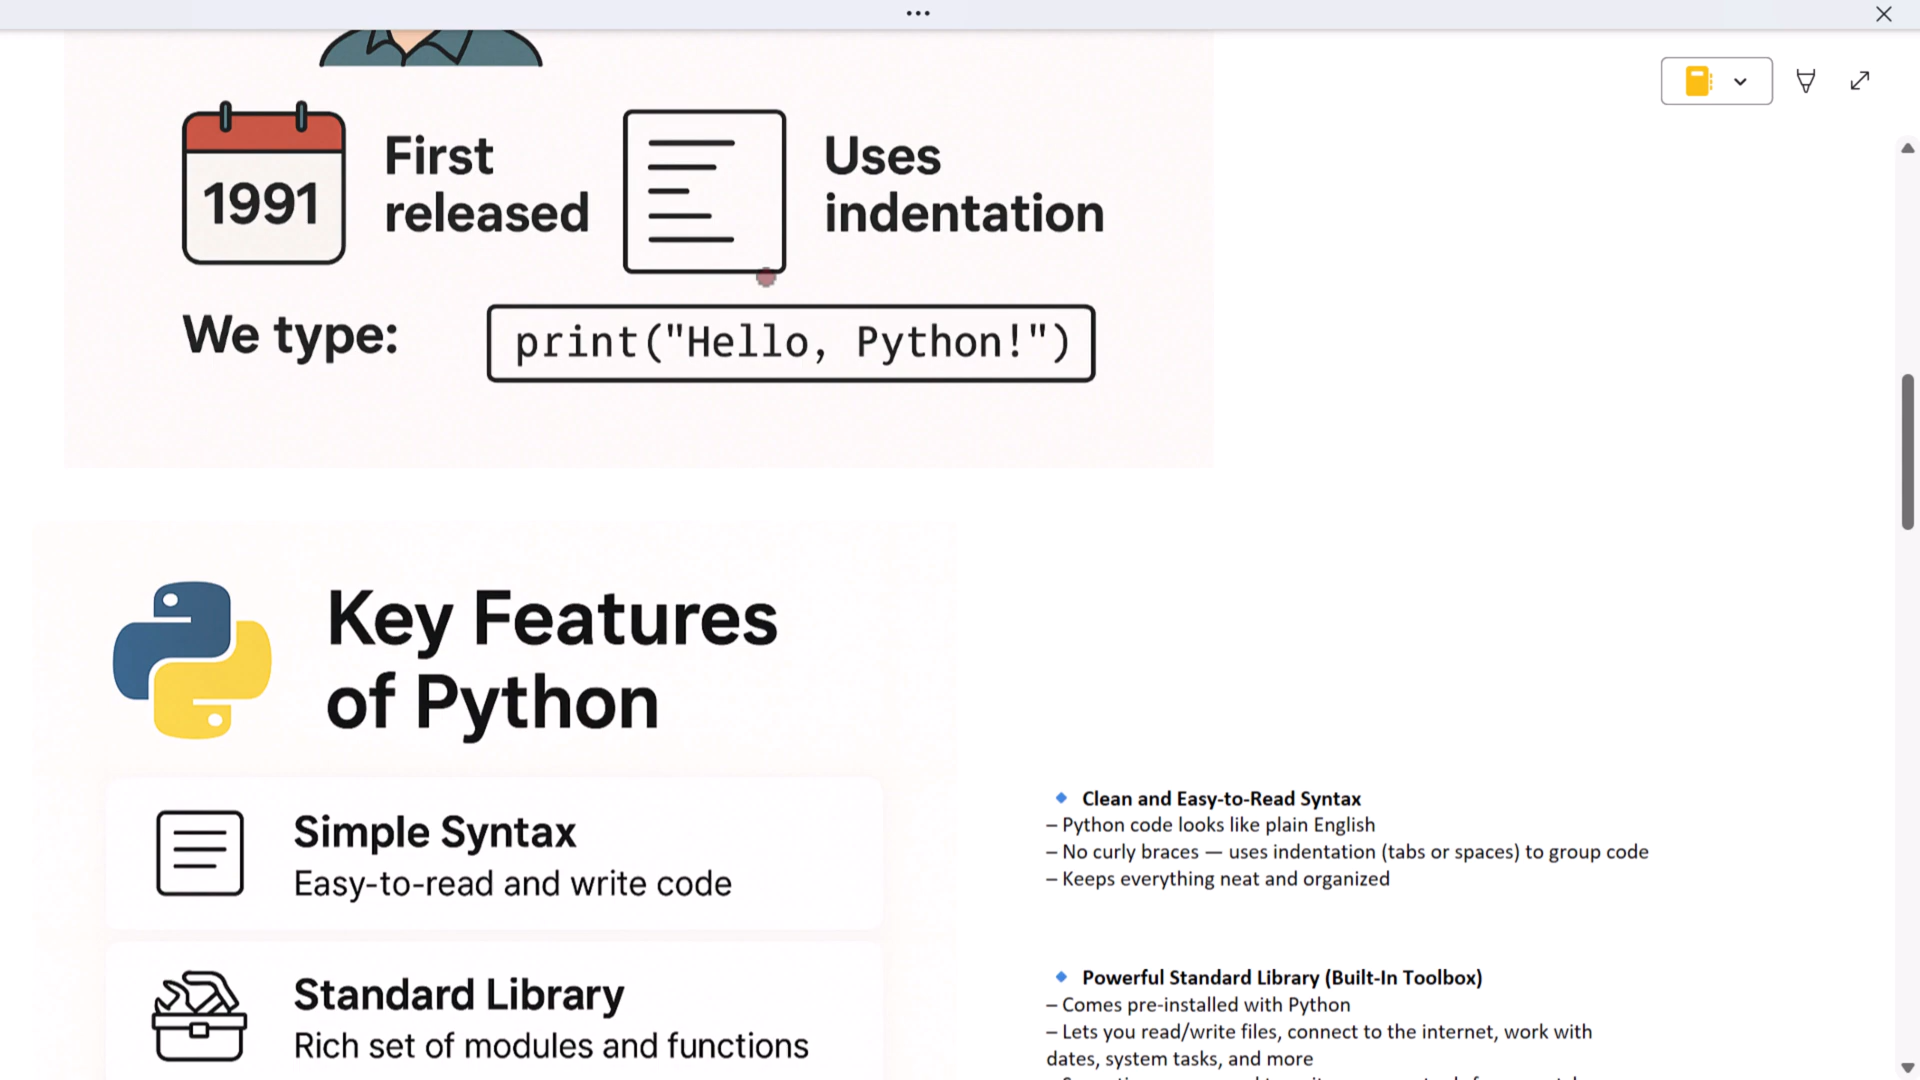 1991
First
released
Uses
indentation
We type:
print("Hello, Python!")
Key Features
of Python
Simple Syntax
Easy-to-read and write code
Standard Library
Rich set of modules and functions
Clean and Easy-to-Read Syntax
– Python code looks like plain English
– No curly braces — uses indentation (tabs or spaces) to group code
– Keeps everything neat and organized
Powerful Standard Library (Built-In Toolbox)
– Comes pre-installed with Python
– Lets you read/write files, connect to the internet, work with
dates, system tasks, and more